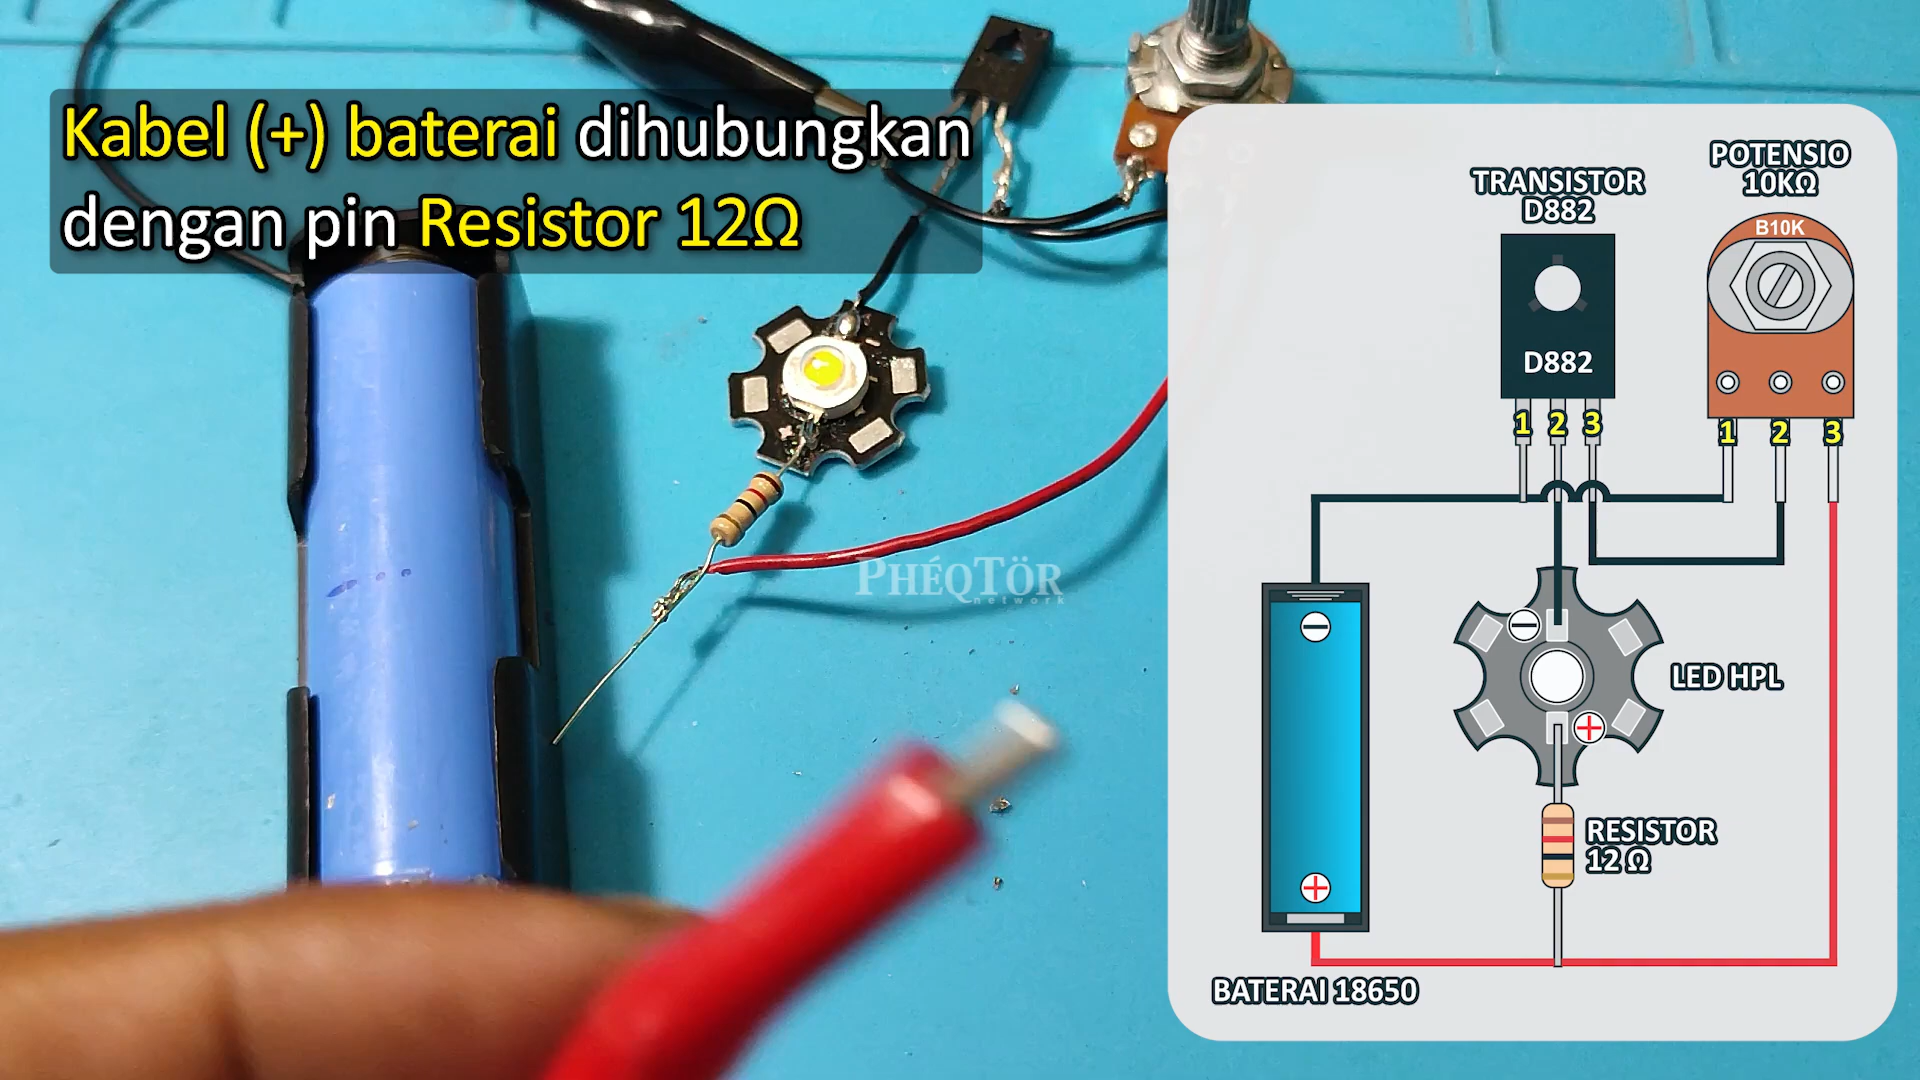 Kabel (+) baterai dihubungkan
dengan pin Resistor 12Ω
PHÉQTÖR
network
TRANSISTOR
D882
POTENSIO
10KΩ
B10K
D882
1 2 3
1 2 3
LED HPL
RESISTOR
12 Ω
BATERAI 18650